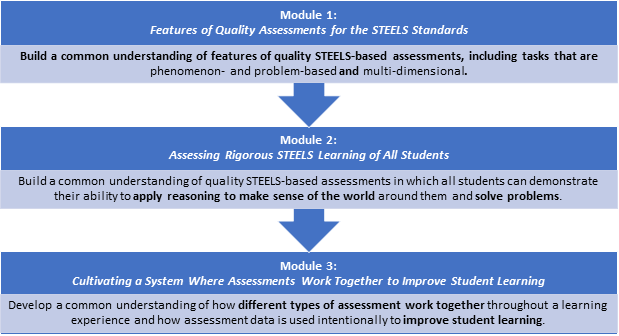 Module 1:
Features of Quality Assessments for the STEELS Standards
Build a common understanding of features of quality STEELS-based assessments, including tasks that are
phenomenon- and problem-based and multi-dimensional.
Module 2:
Assessing Rigorous STEELS Learning of All Students
Build a common understanding of quality STEELS-based assessments in which all students can demonstrate
their ability to apply reasoning to make sense of the world around them and solve problems.
Module 3:
Cultivating a System Where Assessments Work Together to Improve Student Learning
Develop a common understanding of how different types of assessment work together throughout a learning
experience and how assessment data is used intentionally to improve student learning.